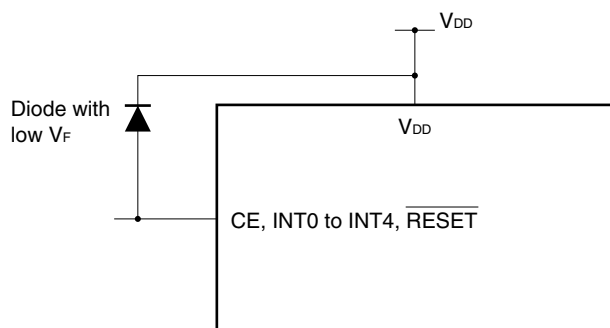 VDD
Diode with
low VF
VDD
CE, INT0 to INT4, RESET